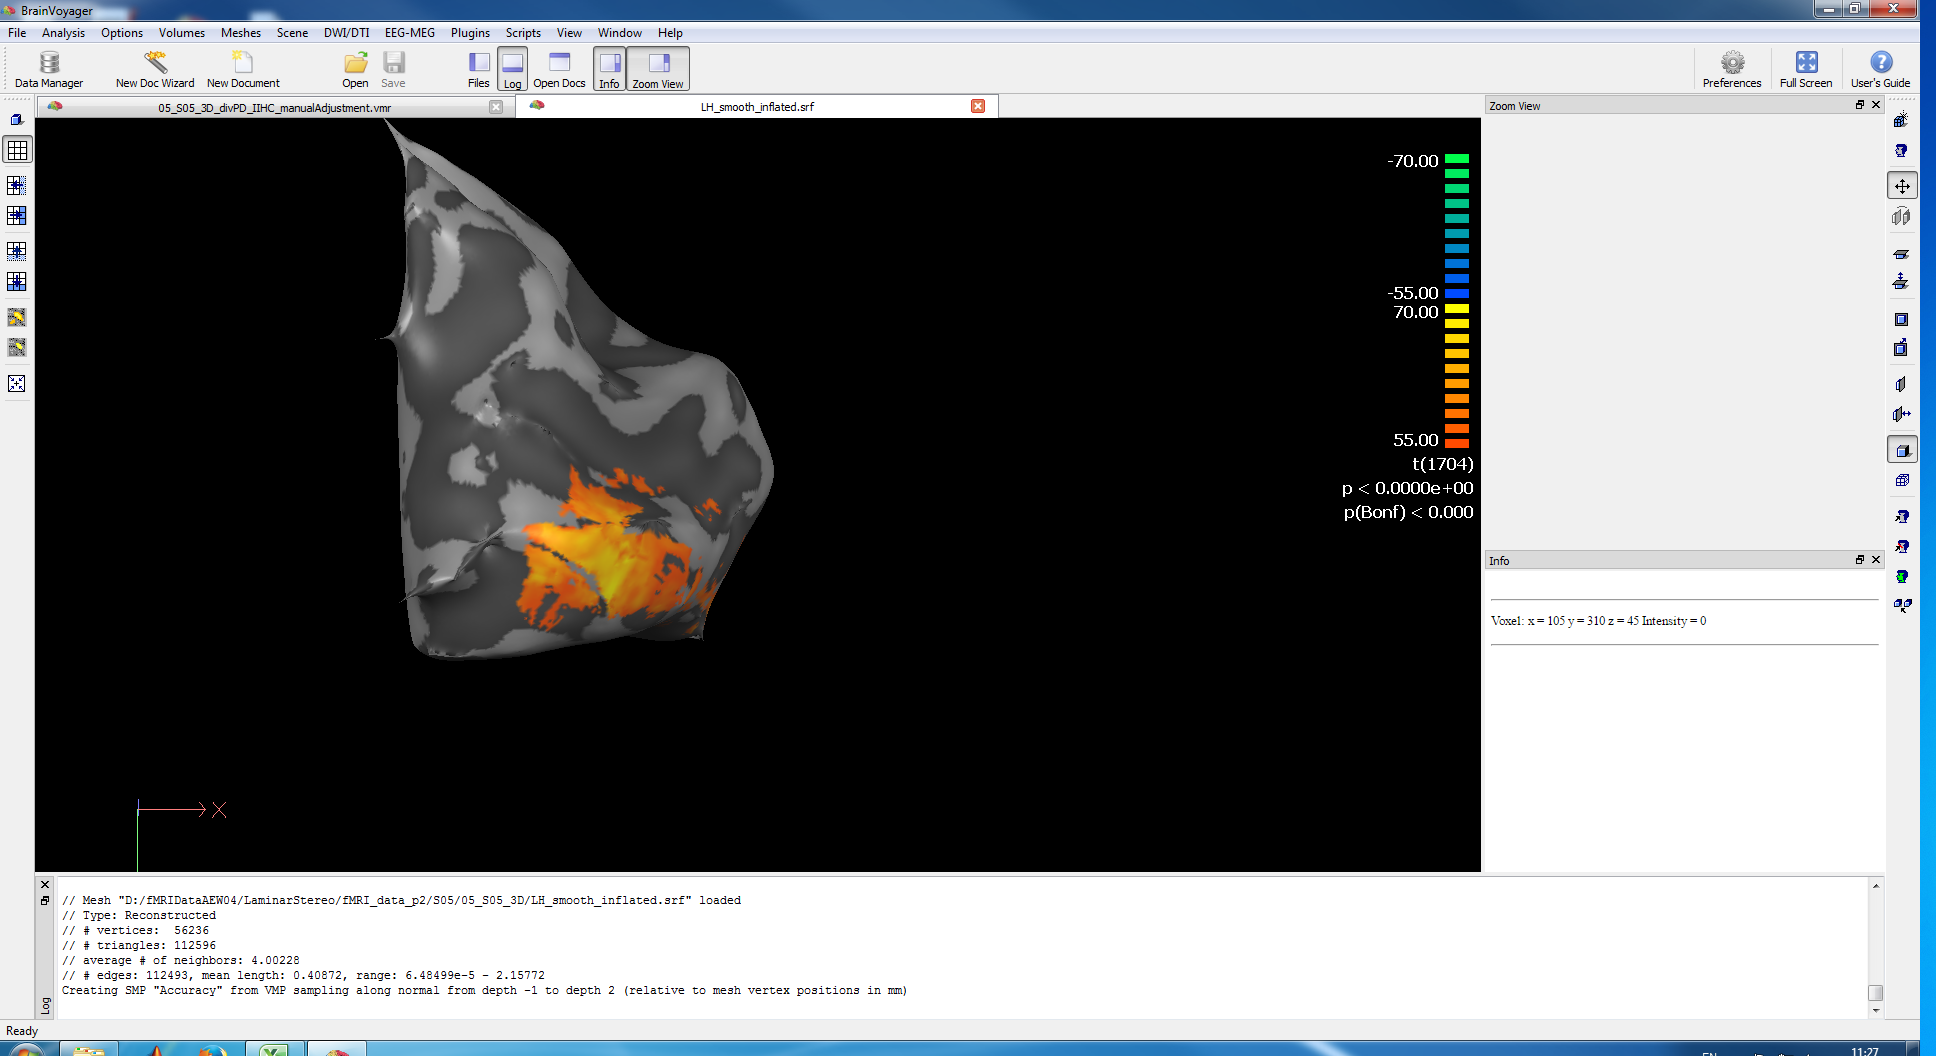 BrainVoyager
File Analysis Options Volumes Meshes Scene DWI/DTI EEG-MEG Plugins Scripts View Window Help
Data Manager New Doc Wizard New Document Open Save Files Log Open Docs Info Zoom View Preferences Full Screen User's Guide
05_S05_3D_divPD_IIHC_manualAdjustment.vmr
LH_smooth_inflated.srf
Zoom View
-70.00
-55.00
70.00
55.00
t(1704)
p < 0.0000e+00
p(Bonf) < 0.000
X
Info
Voxel: x = 105 y = 310 z = 45 Intensity = 0
// Mesh "D:/fMRIDataAEW04/LaminarStereo/fMRI_data_p2/S05/05_S05_3D/LH_smooth_inflated.srf" loaded
// Type: Reconstructed
// # vertices: 56236
// # triangles: 112596
// average # of neighbors: 4.00228
// # edges: 112493, mean length: 0.40872, range: 6.48499e-5 - 2.15772
Creating SMP "Accuracy" from VMP sampling along normal from depth -1 to depth 2 (relative to mesh vertex positions in mm)
Log
Ready
11:27